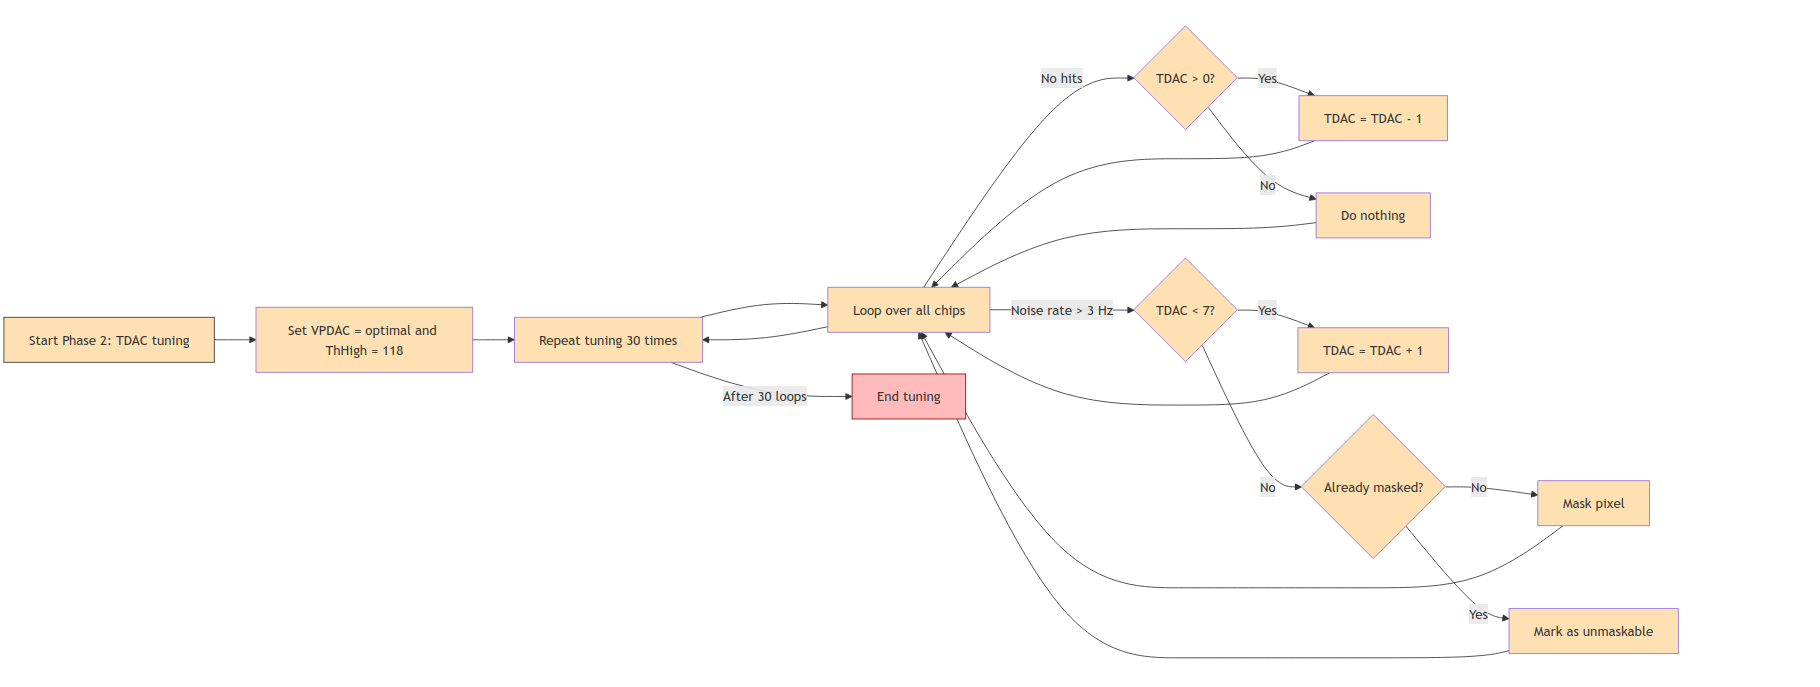 Start Phase 2: TDAC tuning
Set VPDAC = optimal and
ThHigh = 118
Repeat tuning 30 times
After 30 loops
End tuning
Loop over all chips
No hits
TDAC > 0?
Yes
TDAC = TDAC - 1
No
Do nothing
Noise rate > 3 Hz
TDAC < 7?
Yes
TDAC = TDAC + 1
No
Already masked?
No
Mask pixel
Yes
Mark as unmaskable